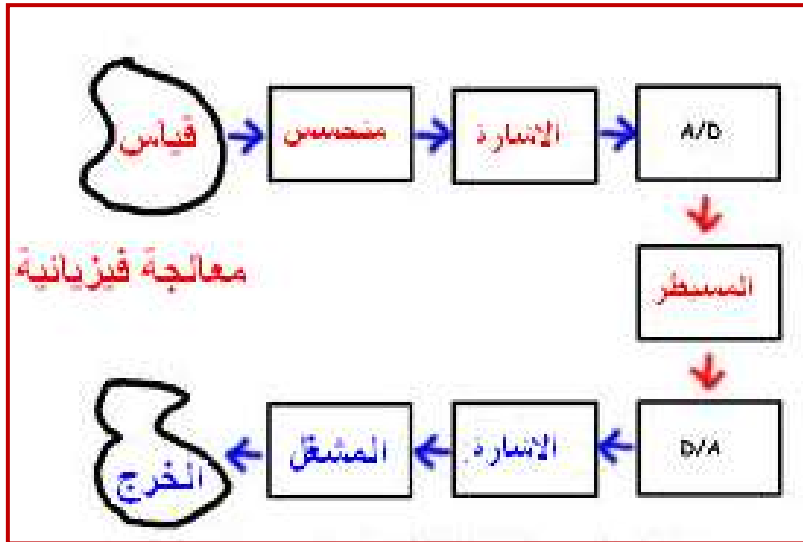 قياس
متحسس
الاشارة
A/D
معالجة فيزيائية
المسيطر
D/A
الاشارة
المشغل
الخرج